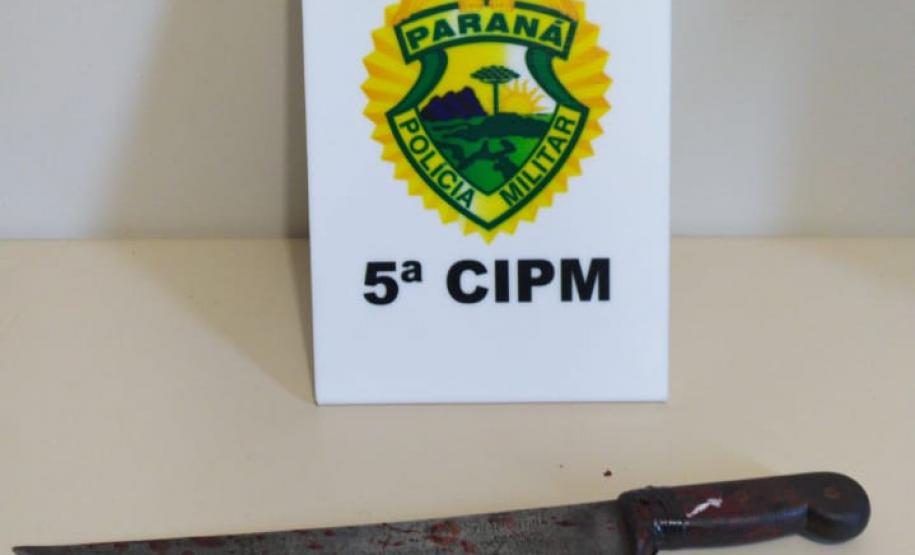 PARANÁ
POLÍCIA MILITAR
5ª CIPM